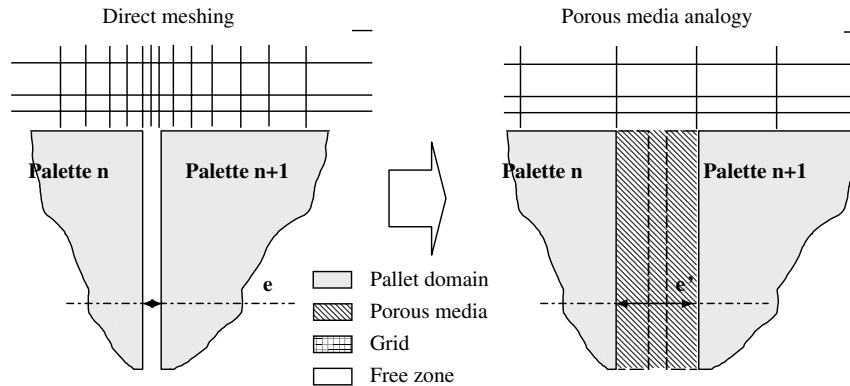 Direct meshing
Porous media analogy
Palette n
Palette n+1
Palette n
Palette n+1
e
e'
Pallet domain
Porous media
Grid
Free zone